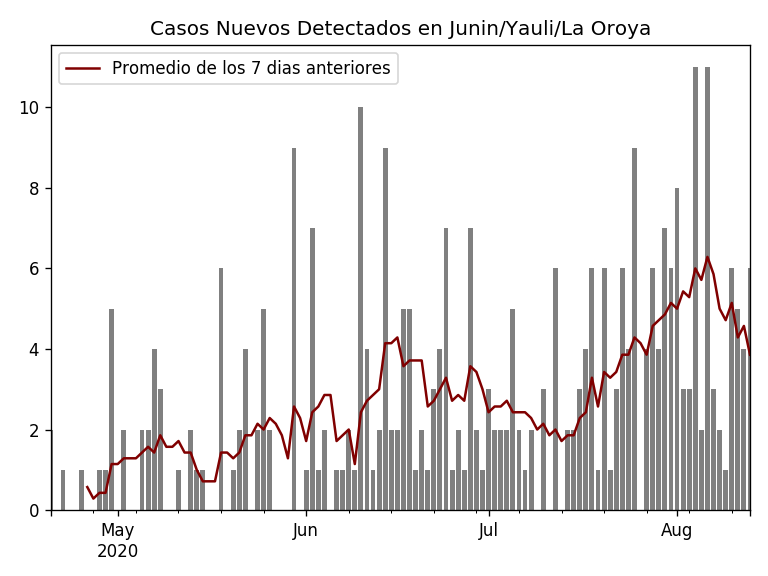 Casos Nuevos Detectados en Junin/Yauli/La Oroya
Promedio de los 7 dias anteriores
10
8
6
4
2
0
May Jun Jul Aug
2020